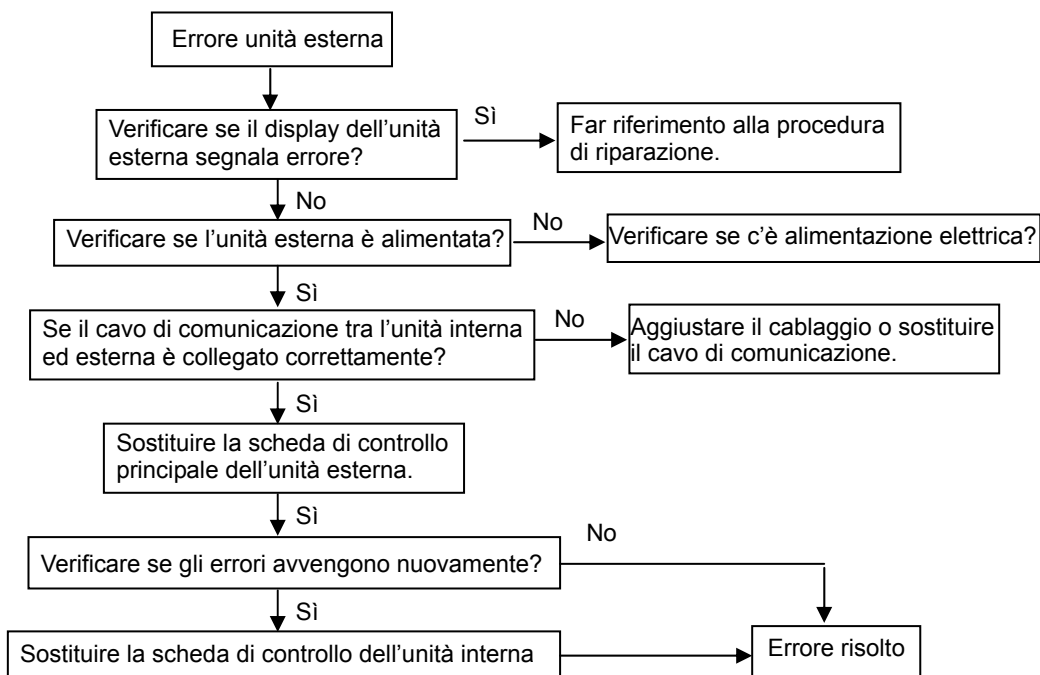 Errore unità esterna
Verificare se il display dell’unità
esterna segnala errore?
Sì
Far riferimento alla procedura
di riparazione.
No
Verificare se l’unità esterna è alimentata?
No
Verificare se c’è alimentazione elettrica?
Sì
Se il cavo di comunicazione tra l’unità interna
ed esterna è collegato correttamente?
No
Aggiustare il cablaggio o sostituire
il cavo di comunicazione.
Sì
Sostituire la scheda di controllo
principale dell’unità esterna.
Sì
Verificare se gli errori avvengono nuovamente?
No
Sì
Sostituire la scheda di controllo dell’unità interna
Errore risolto